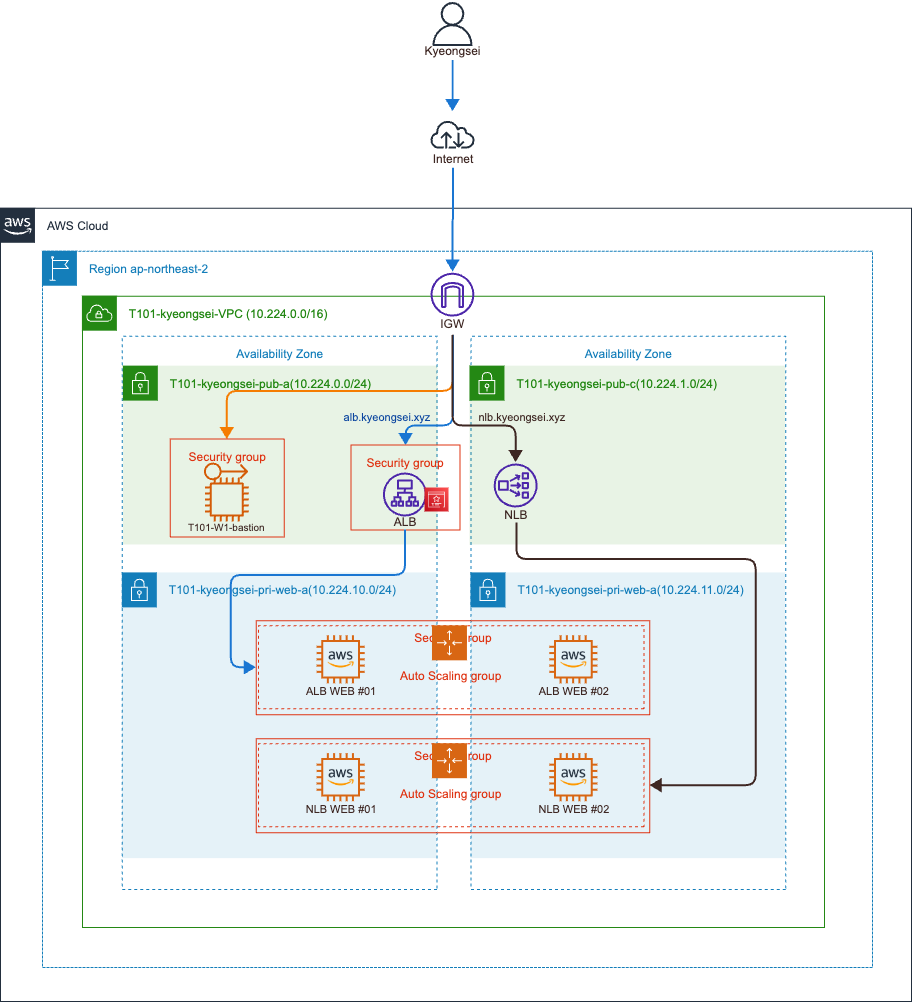 Kyeongsei
Internet
aws
AWS Cloud
Region ap-northeast-2
T101-kyeongsei-VPC (10.224.0.0/16)
IGW
Availability Zone
Availability Zone
T101-kyeongsei-pub-a(10.224.0.0/24)
T101-kyeongsei-pub-c(10.224.1.0/24)
alb.kyeongsei.xyz
nlb.kyeongsei.xyz
Security group
Security group
T101-W1-bastion
ALB
NLB
T101-kyeongsei-pri-web-a(10.224.10.0/24)
T101-kyeongsei-pri-web-a(10.224.11.0/24)
Security group
aws
aws
Auto Scaling group
ALB WEB #01
ALB WEB #02
Security group
aws
aws
Auto Scaling group
NLB WEB #01
NLB WEB #02